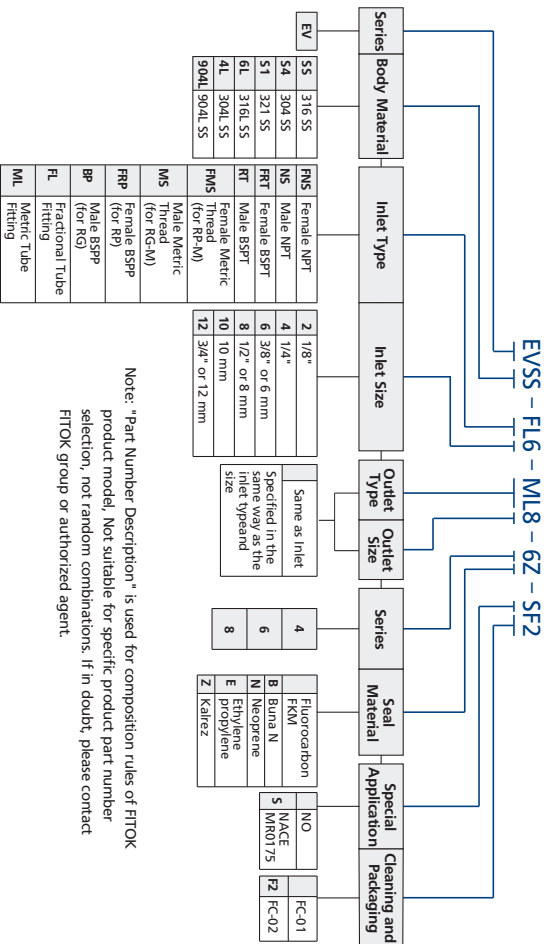 EVSS – FL6 – ML8 – 6Z – SF2
Series
Body Material
Inlet Type
Inlet Size
Outlet
Type
Outlet
Size
Series
Seal
Material
Special
Application
Cleaning and
Packaging
EV
SS 316 SS
S4 304 SS
S1 321 SS
6L 316L SS
4L 304L SS
904L 904L SS
FNS Female NPT
NS Male NPT
FRT Female BSPT
RT Male BSPT
FMS Female Metric
Thread
(for RP-M)
MS Male Metric
Thread
(for RG-M)
FRP Female BSPP
(for RP)
BP Male BSPP
(for RG)
FL Fractional Tube
Fitting
ML Metric Tube
Fitting
2 1/8"
4 1/4"
6 3/8" or 6 mm
8 1/2" or 8 mm
10 10 mm
12 3/4" or 12 mm
Same as Inlet
Specified in the
same way as the
inlet typeand
size
4
6
8
Fluorocarbon
FKM
B Buna N
N Neoprene
E Ethylene
propylene
Z Kalrez
NO
S NACE
MR0175
FC-01
F2 FC-02
Note: "Part Number Description" is used for composition rules of FITOK
product model, Not suitable for specific product part number
selection, not random combinations. If in doubt, please contact
FITOK group or authorized agent.